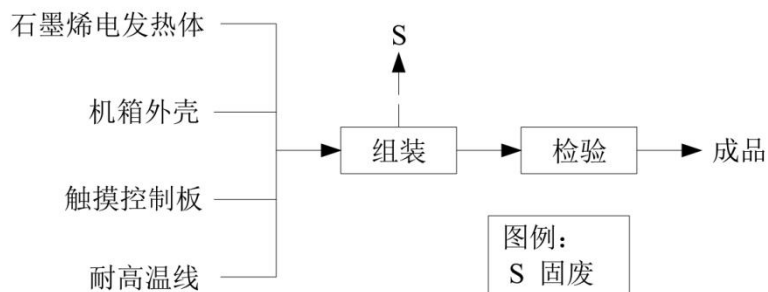 石墨烯电发热体
S
机箱外壳
组装
检验
成品
触摸控制板
图例：
S 固废
耐高温线